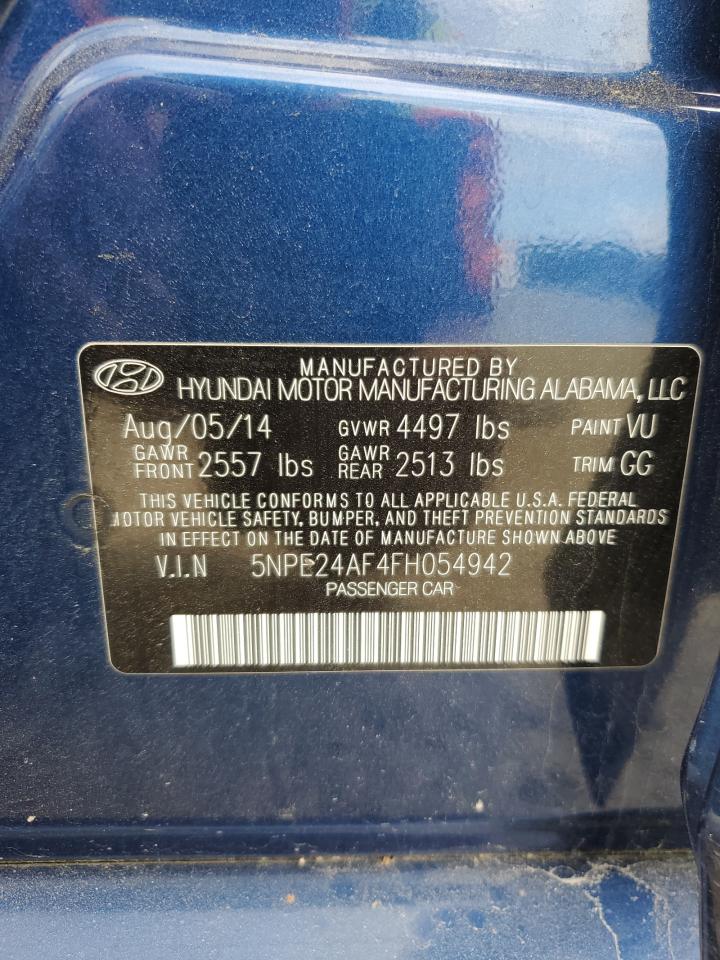 MANUFACTURED BY
HYUNDAI MOTOR MANUFACTURING ALABAMA, LLC
Aug/05/14 GVWR 4497 lbs PAINT VU
GAWR FRONT 2557 lbs GAWR REAR 2513 lbs TRIM GG
THIS VEHICLE CONFORMS TO ALL APPLICABLE U.S.A. FEDERAL
MOTOR VEHICLE SAFETY, BUMPER, AND THEFT PREVENTION STANDARDS
IN EFFECT ON THE DATE OF MANUFACTURE SHOWN ABOVE.
V.I.N 5NPE24AF4FH054942
PASSENGER CAR